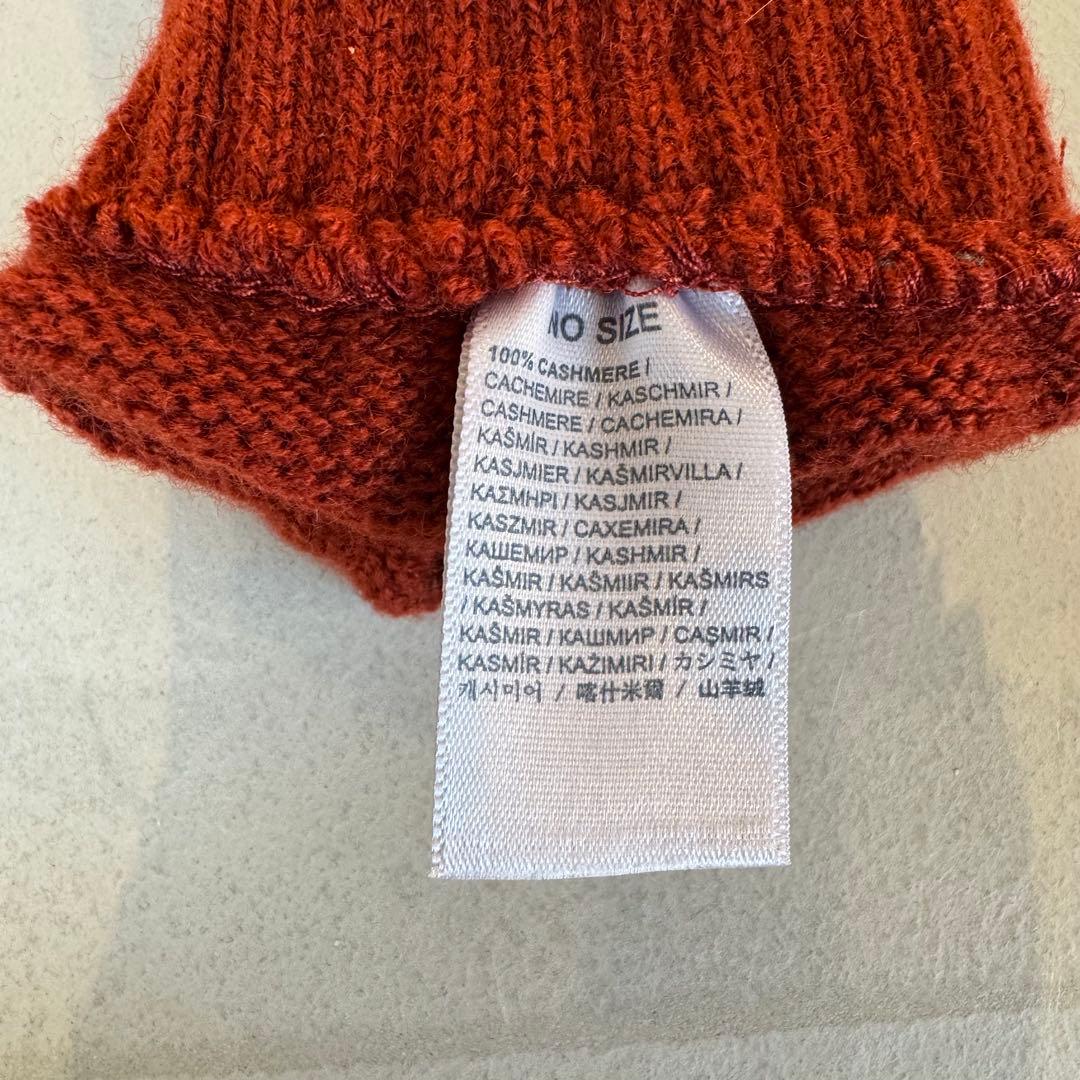 NO SIZE
100% CASHMERE /
CACHEMIRE / KASCHMIR /
CASHMERE / CACHEMIRA /
KAŠMÍR / KASHMIR /
KASJMIER / KAŠMIRVILLA /
ΚΑΣΜΗΡΙ / KASJMIR /
KASZMIR / CAXEMIRA /
КАШЕМИР / KASHMIR /
KAŠMIR / KAŠMIIR / KAŠMIRS
/ KAŠMYRAS / KAŠMÍR /
KAŠMIR / КАШМИР / CAŞMIR /
KASMÍR / KAŽIMIRI / カシミヤ /
캐시미어 / 喀什米爾 / 山羊绒